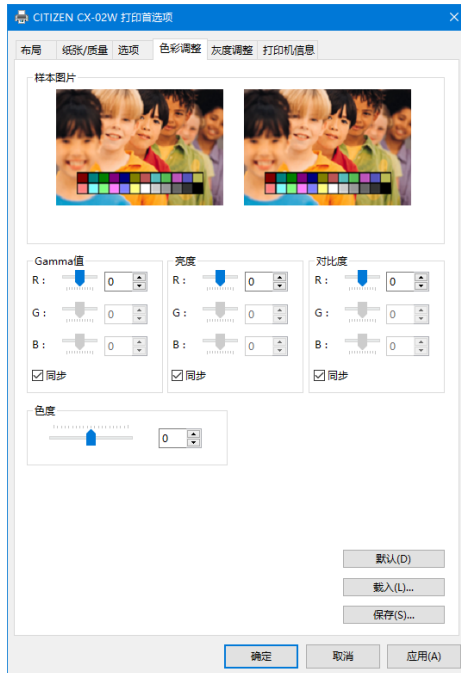 CITIZEN CX-02W 打印首选项
布局 纸张/质量 选项 色彩调整 灰度调整 打印机信息
样本图片
Gamma值 亮度 对比度
R： 0 R： 0 R： 0
G： 0 G： 0 G： 0
B： 0 B： 0 B： 0
同步 同步 同步
色度
0
默认(D)
载入(L)...
保存(S)...
确定 取消 应用(A)